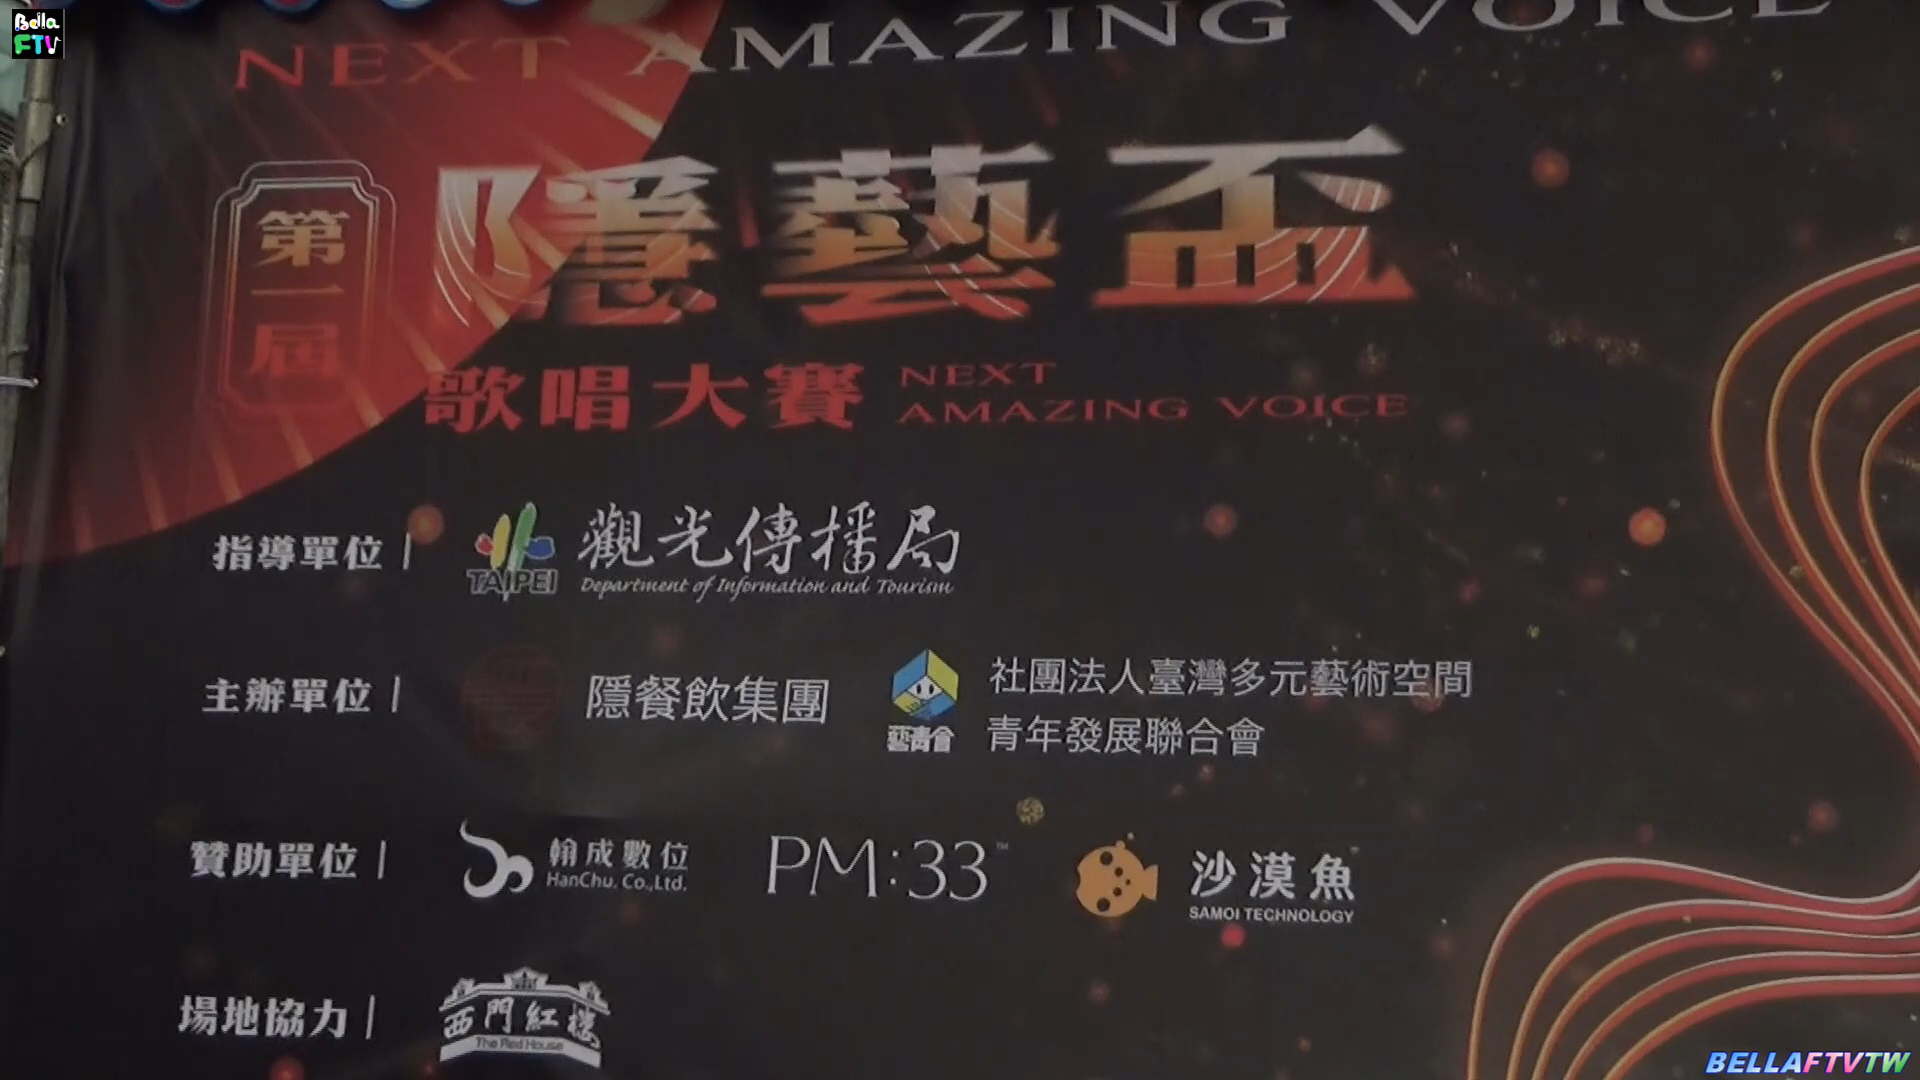 Bella
FTV
NEXT AMAZING VOICE
第一屆
隱藝盃
歌唱大賽 NEXT
AMAZING VOICE
指導單位｜ TAIPEI 觀光傳播局
Department of Information and Tourism
主辦單位｜ 隱餐飲集團 藝青會 社團法人臺灣多元藝術空間
青年發展聯合會
贊助單位｜ 翰成數位 PM:33™ 沙漠魚
HanChu. Co.,Ltd. SAMOI TECHNOLOGY
場地協力｜ 西門紅樓
The Red House
BELLAFTVTW